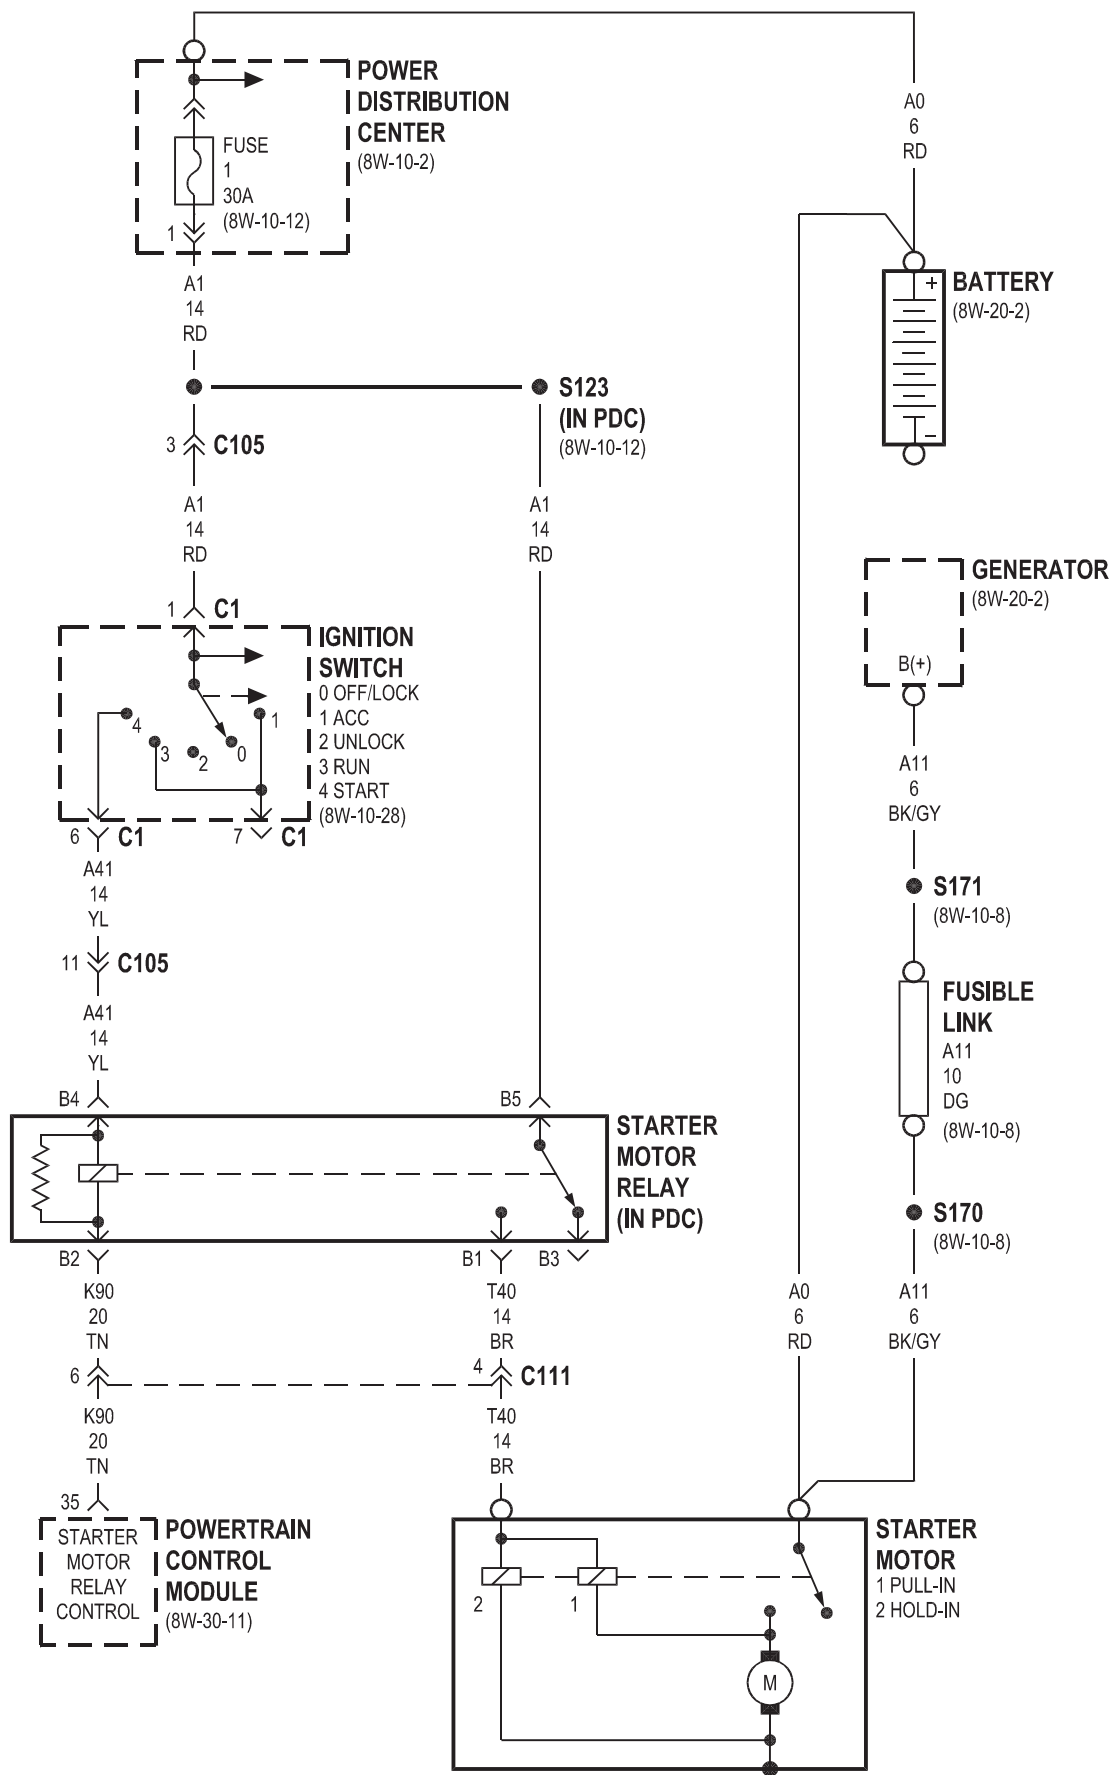 POWER
DISTRIBUTION
CENTER
(8W-10-2)
FUSE
1
30A
(8W-10-12)
1
A0
6
RD
A1
14
RD
+
−
BATTERY
(8W-20-2)
S123
(IN PDC)
(8W-10-12)
3
C105
A1
14
RD
A1
14
RD
GENERATOR
(8W-20-2)
B(+)
1
C1
IGNITION
SWITCH
0 OFF/LOCK
1 ACC
2 UNLOCK
3 RUN
4 START
(8W-10-28)
4
3
2
0
1
6
C1
7
C1
A11
6
BK/GY
A41
14
YL
S171
(8W-10-8)
11
C105
A41
14
YL
FUSIBLE
LINK
A11
10
DG
(8W-10-8)
B4
B5
STARTER
MOTOR
RELAY
(IN PDC)
S170
(8W-10-8)
B2
B1
B3
K90
20
TN
T40
14
BR
A0
6
RD
A11
6
BK/GY
6
4
C111
K90
20
TN
T40
14
BR
35
STARTER
MOTOR
RELAY
CONTROL
POWERTRAIN
CONTROL
MODULE
(8W-30-11)
STARTER
MOTOR
1 PULL-IN
2 HOLD-IN
2
1
M